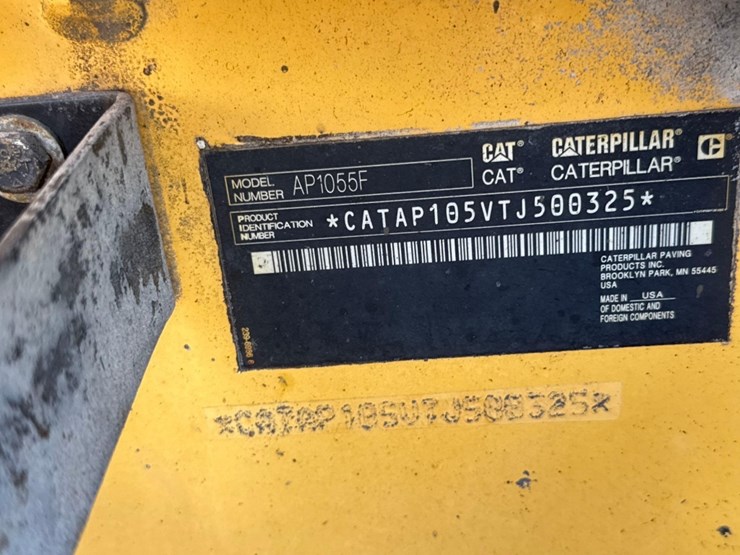 CAT® CATERPILLAR®
CAT® CATERPILLAR®
MODEL NUMBER AP1055F
PRODUCT IDENTIFICATION NUMBER *CATAP105VTJ500325*
CATERPILLAR PAVING
PRODUCTS INC.
BROOKLYN PARK, MN 55445
USA
MADE IN USA
OF DOMESTIC AND
FOREIGN COMPONENTS
*CATAP105VTJ500325*